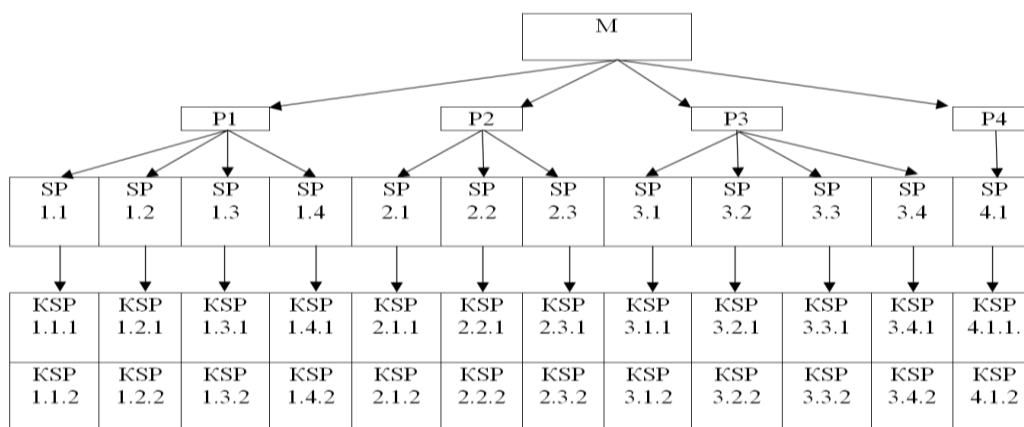 M
P1 P2 P3 P4
SP SP SP SP SP SP SP SP SP SP SP SP
1.1 1.2 1.3 1.4 2.1 2.2 2.3 3.1 3.2 3.3 3.4 4.1
KSP KSP KSP KSP KSP KSP KSP KSP KSP KSP KSP KSP
1.1.1 1.2.1 1.3.1 1.4.1 2.1.1 2.2.1 2.3.1 3.1.1 3.2.1 3.3.1 3.4.1 4.1.1.
KSP KSP KSP KSP KSP KSP KSP KSP KSP KSP KSP KSP
1.1.2 1.2.2 1.3.2 1.4.2 2.1.2 2.2.2 2.3.2 3.1.2 3.2.2 3.3.2 3.4.2 4.1.2